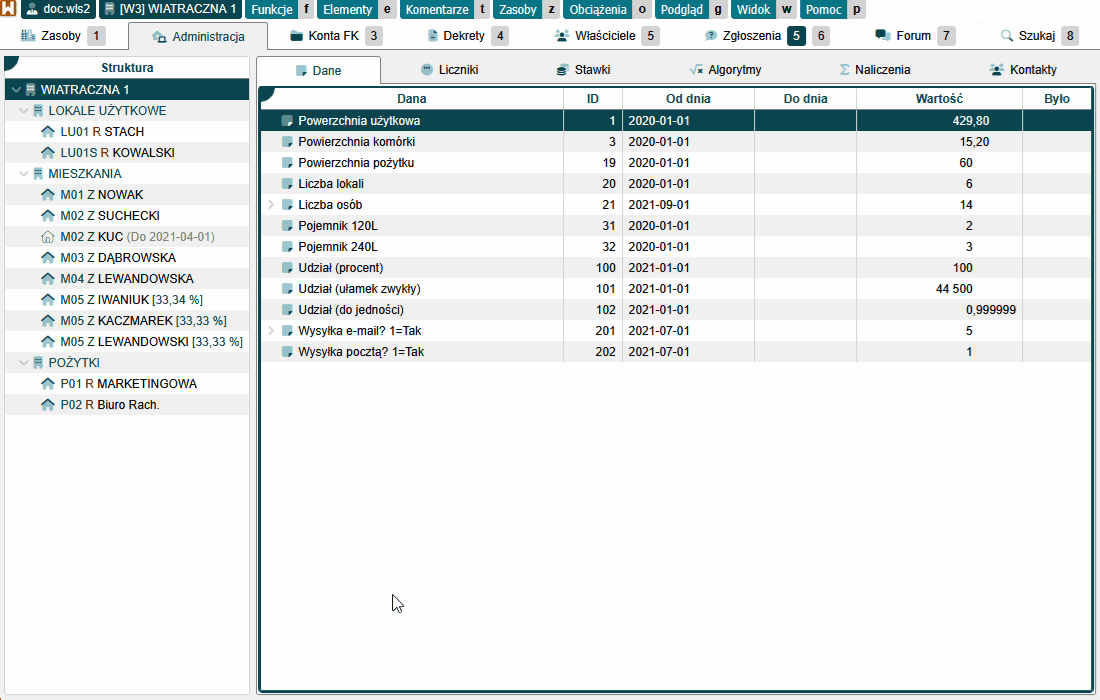 doc.wls2 [W3] WIATRACZNA 1 Funkcje f Elementy e Komentarze t Zasoby z Obciążenia o Podgląd g Widok w Pomoc p
Zasoby 1 Administracja Konta FK 3 Dekrety 4 Właściciele 5 Zgłoszenia 5 6 Forum 7 Szukaj 8
Struktura
WIATRACZNA 1
LOKALE UŻYTKOWE
LU01 R STACH
LU01S R KOWALSKI
MIESZKANIA
M01 Z NOWAK
M02 Z SUCHECKI
M02 Z KUC (Do 2021-04-01)
M03 Z DĄBROWSKA
M04 Z LEWANDOWSKA
M05 Z IWANIUK [33,34 %]
M05 Z KACZMAREK [33,33 %]
M05 Z LEWANDOWSKI [33,33 %]
POŻYTKI
P01 R MARKETINGOWA
P02 R Biuro Rach.
Dane Liczniki Stawki Algorytmy Naliczenia Kontakty
Dana ID Od dnia Do dnia Wartość Było
Powerzchnia użytkowa 1 2020-01-01 429,80
Powierzchnia komórki 3 2020-01-01 15,20
Powierzchnia pożytku 19 2020-01-01 60
Liczba lokali 20 2020-01-01 6
Liczba osób 21 2021-09-01 14
Pojemnik 120L 31 2020-01-01 2
Pojemnik 240L 32 2020-01-01 3
Udział (procent) 100 2021-01-01 100
Udział (ułamek zwykły) 101 2021-01-01 44 500
Udział (do jedności) 102 2021-01-01 0,999999
Wysyłka e-mail? 1=Tak 201 2021-07-01 5
Wysyłka pocztą? 1=Tak 202 2021-07-01 1